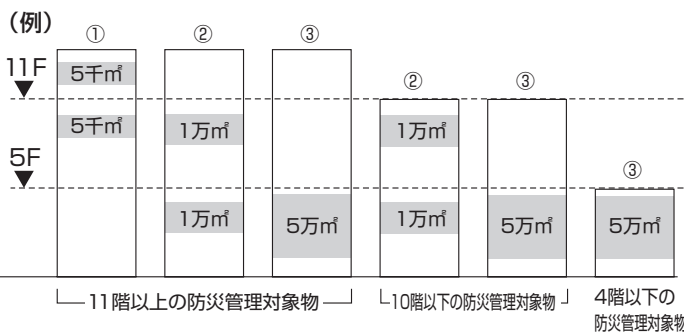 (例)
① ② ③
11F
5千㎡
② ③
5千㎡ 1万㎡ 1万㎡
5F
③
1万㎡ 5万㎡ 1万㎡ 5万㎡ 5万㎡
11階以上の防災管理対象物 10階以下の防災管理対象物 4階以下の
防災管理対象物